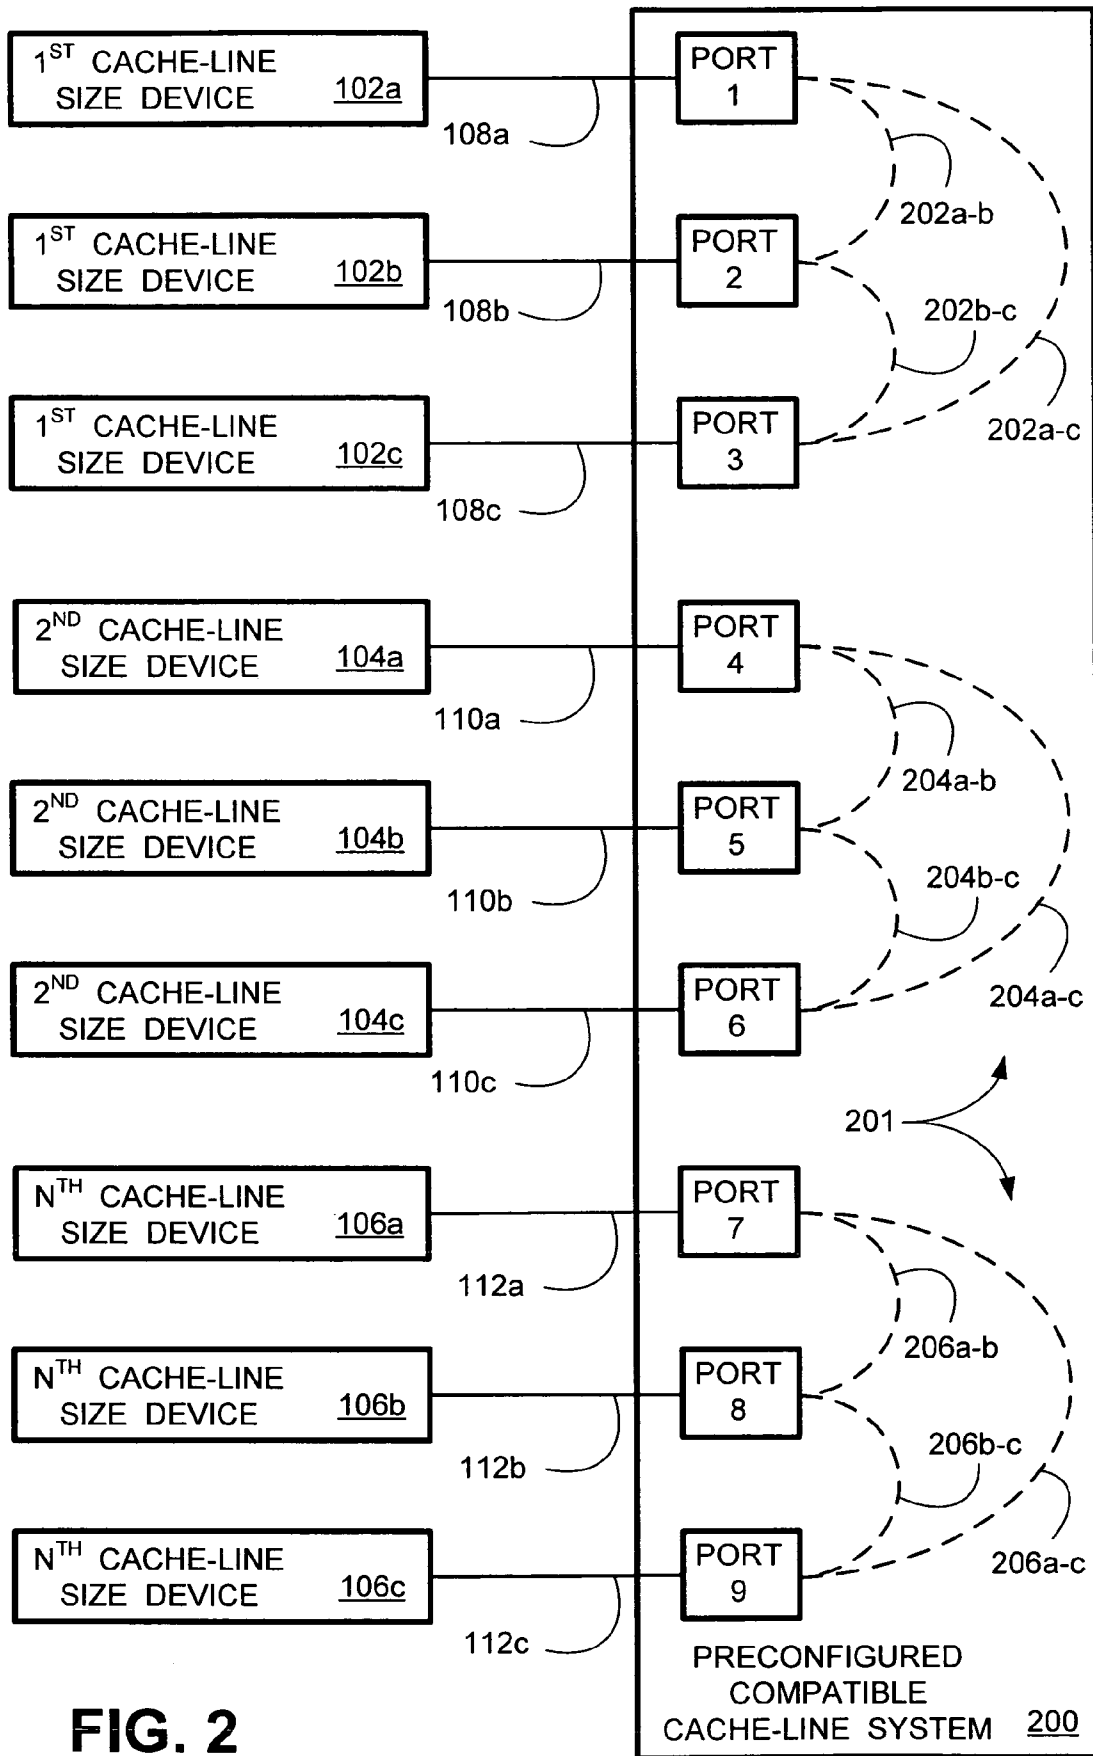 1ST CACHE-LINE
SIZE DEVICE 102a
108a
PORT
1
202a-b
1ST CACHE-LINE
SIZE DEVICE 102b
108b
PORT
2
202b-c
202a-c
1ST CACHE-LINE
SIZE DEVICE 102c
108c
PORT
3
2ND CACHE-LINE
SIZE DEVICE 104a
110a
PORT
4
204a-b
2ND CACHE-LINE
SIZE DEVICE 104b
110b
PORT
5
204b-c
204a-c
2ND CACHE-LINE
SIZE DEVICE 104c
110c
PORT
6
201
NTH CACHE-LINE
SIZE DEVICE 106a
112a
PORT
7
206a-b
NTH CACHE-LINE
SIZE DEVICE 106b
112b
PORT
8
206b-c
206a-c
NTH CACHE-LINE
SIZE DEVICE 106c
112c
PORT
9
PRECONFIGURED
COMPATIBLE
CACHE-LINE SYSTEM 200
FIG. 2